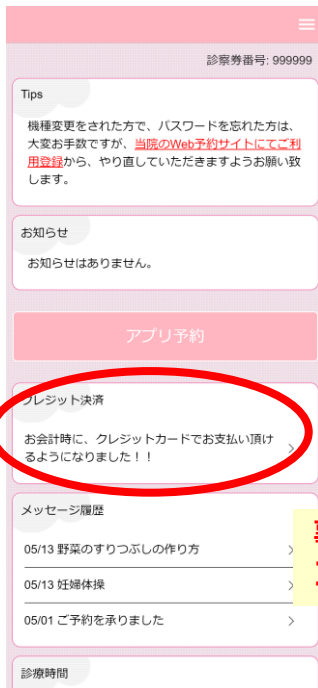 診察券番号: 999999
Tips
機種変更をされた方で、パスワードを忘れた方は、
大変お手数ですが、当院のWeb予約サイトにてご利
用登録から、やり直していただきますようお願い致
します。
お知らせ
お知らせはありません。
アプリ予約
クレジット決済
お会計時に、クレジットカードでお支払い頂け
るようになりました！！
メッセージ履歴
05/13 野菜のすりつぶしの作り方
05/13 妊婦体操
05/01 ご予約を承りました
診療時間